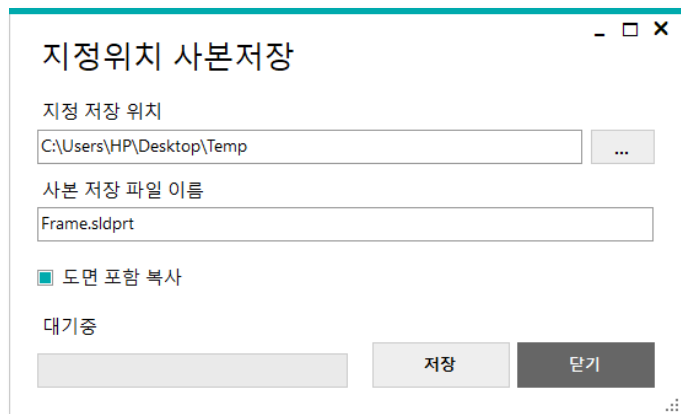 지정위치 사본저장
지정 저장 위치
C:\Users\HP\Desktop\Temp
...
사본 저장 파일 이름
Frame.sldprt
도면 포함 복사
대기중
저장
닫기